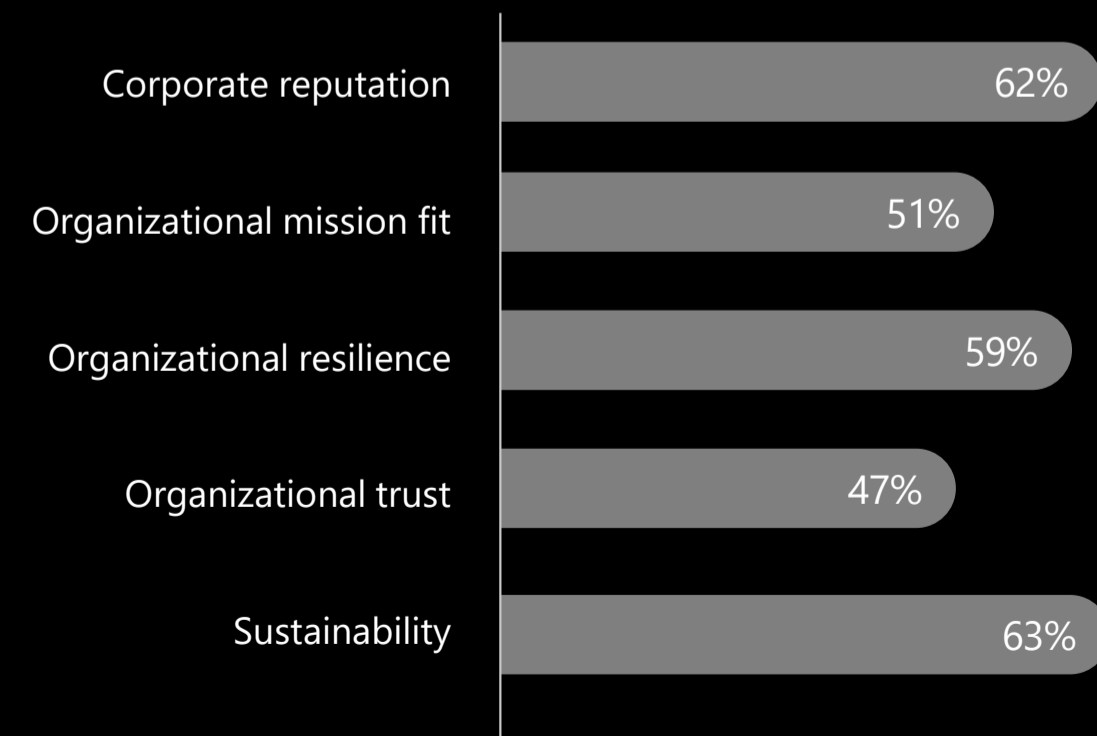 Corporate reputation 62%
Organizational mission fit 51%
Organizational resilience 59%
Organizational trust 47%
Sustainability 63%